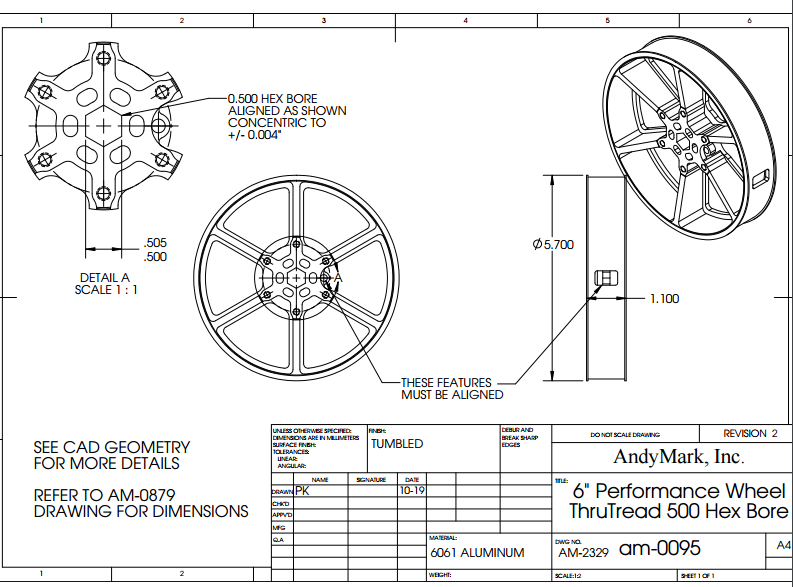 1
2
3
4
5
6
0.500 HEX BORE
ALIGNED AS SHOWN
CONCENTRIC TO
+/- 0.004"
.505
.500
DETAIL A
SCALE 1 : 1
A
Ø5.700
1.100
THESE FEATURES
MUST BE ALIGNED
SEE CAD GEOMETRY
FOR MORE DETAILS
REFER TO AM-0879
DRAWING FOR DIMENSIONS
UNLESS OTHERWISE SPECIFIED:
DIMENSIONS ARE IN MILLIMETERS
SURFACE FINISH:
TOLERANCES:
LINEAR:
ANGULAR:
FINISH:
TUMBLED
DEBUR AND
BREAK SHARP
EDGES
DO NOT SCALE DRAWING
REVISION 2
AndyMark, Inc.
NAME
SIGNATURE
DATE
DRAWN PK 10-19
CHK'D
APPV'D
MFG
Q.A
TITLE:
6" Performance Wheel
ThruTread 500 Hex Bore
MATERIAL:
6061 ALUMINUM
WEIGHT:
DWG NO.
AM-2329 am-0095
A4
SCALE:1:2
SHEET 1 OF 1
1
2